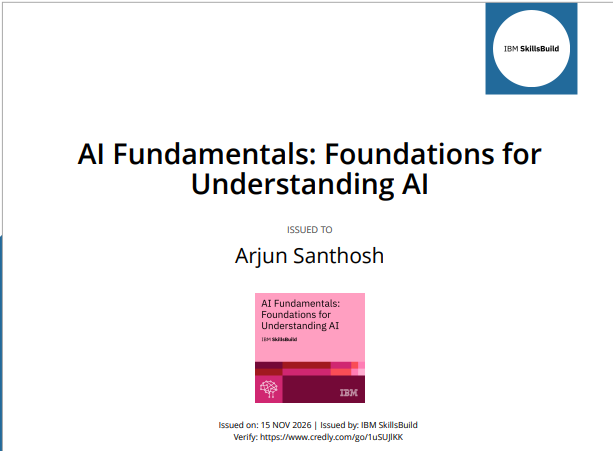 IBM SkillsBuild
AI Fundamentals: Foundations for
Understanding AI
ISSUED TO
Arjun Santhosh
AI Fundamentals:
Foundations for
Understanding AI
IBM SkillsBuild
IBM
Issued on: 15 NOV 2026 | Issued by: IBM SkillsBuild
Verify: https://www.credly.com/go/1uSUJlKK